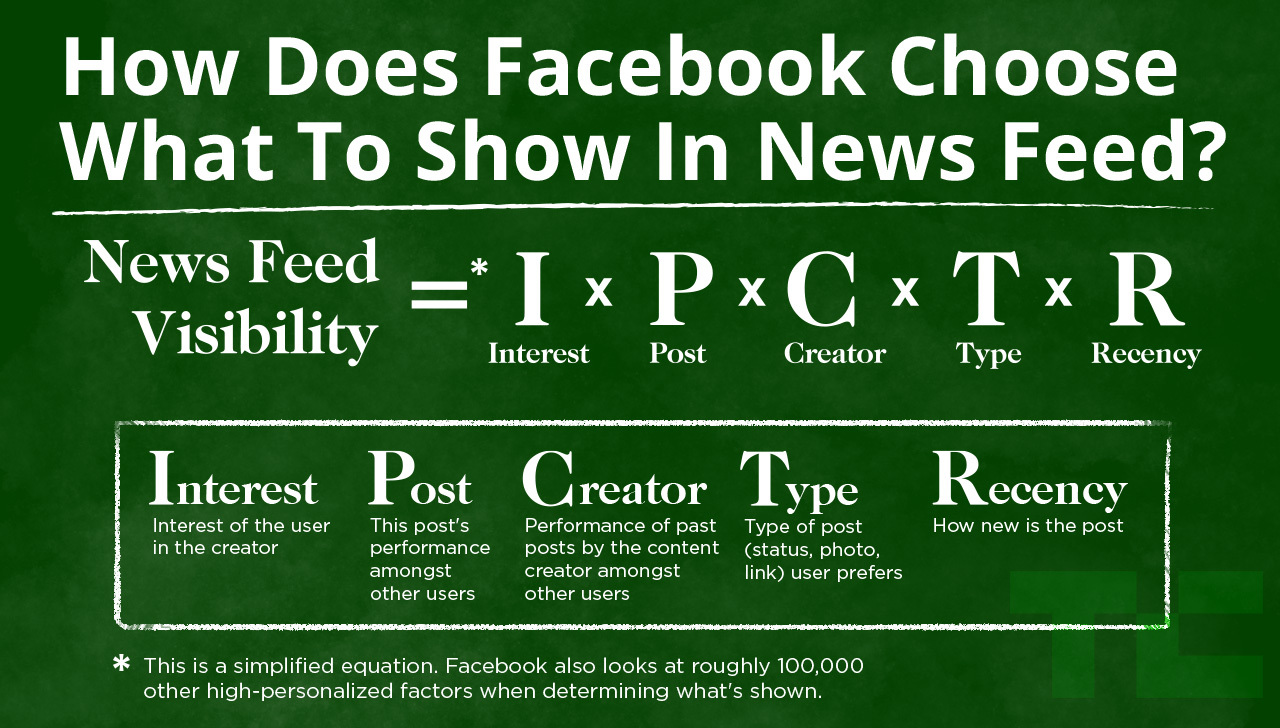 How Does Facebook Choose
What To Show In News Feed?
News Feed
Visibility
=* I x P x C x T x R
Interest Post Creator Type Recency
Interest
Interest of the user
in the creator
Post
This post's
performance
amongst
other users
Creator
Performance of past
posts by the content
creator amongst
other users
Type
Type of post
(status, photo,
link) user prefers
Recency
How new is the post
TC
* This is a simplified equation. Facebook also looks at roughly 100,000
other high-personalized factors when determining what's shown.